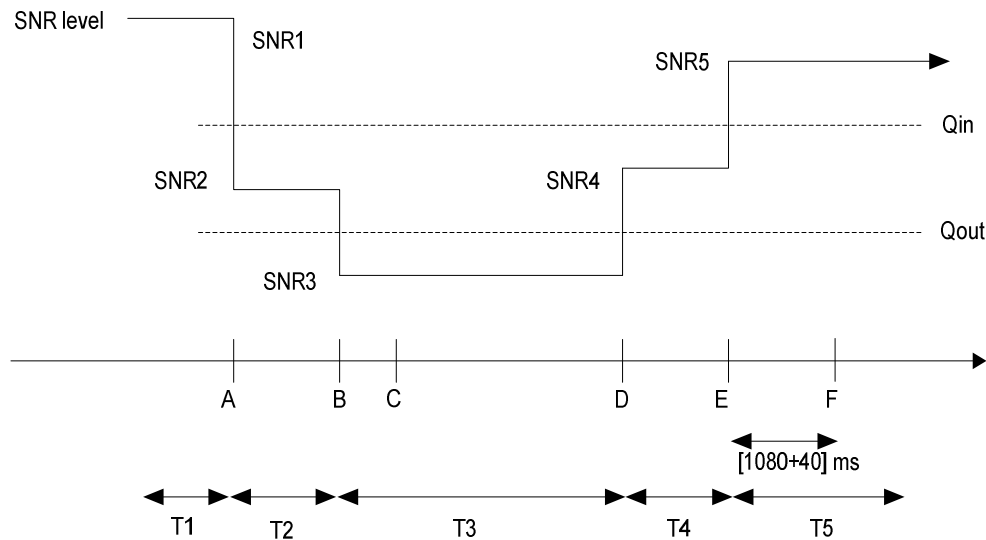 SNR level
SNR1
SNR5
Qin
SNR2
SNR4
Qout
SNR3
A B C D E F
[1080+40] ms
T1 T2 T3 T4 T5